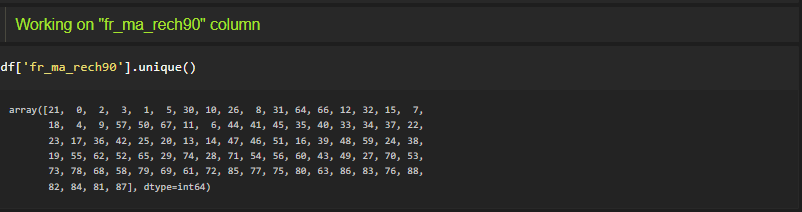 Working on "fr_ma_rech90" column
df['fr_ma_rech90'].unique()
array([21,  0,  2,  3,  1,  5, 30, 10, 26,  8, 31, 64, 66, 12, 32, 15,  7,
       18,  4,  9, 57, 50, 67, 11,  6, 44, 41, 45, 35, 40, 33, 34, 37, 22,
       23, 17, 36, 42, 25, 20, 13, 14, 47, 46, 51, 16, 39, 48, 59, 24, 38,
       19, 55, 62, 52, 65, 29, 74, 28, 71, 54, 56, 60, 43, 49, 27, 70, 53,
       73, 78, 68, 58, 79, 69, 61, 72, 85, 77, 75, 80, 63, 86, 83, 76, 88,
       82, 84, 81, 87], dtype=int64)